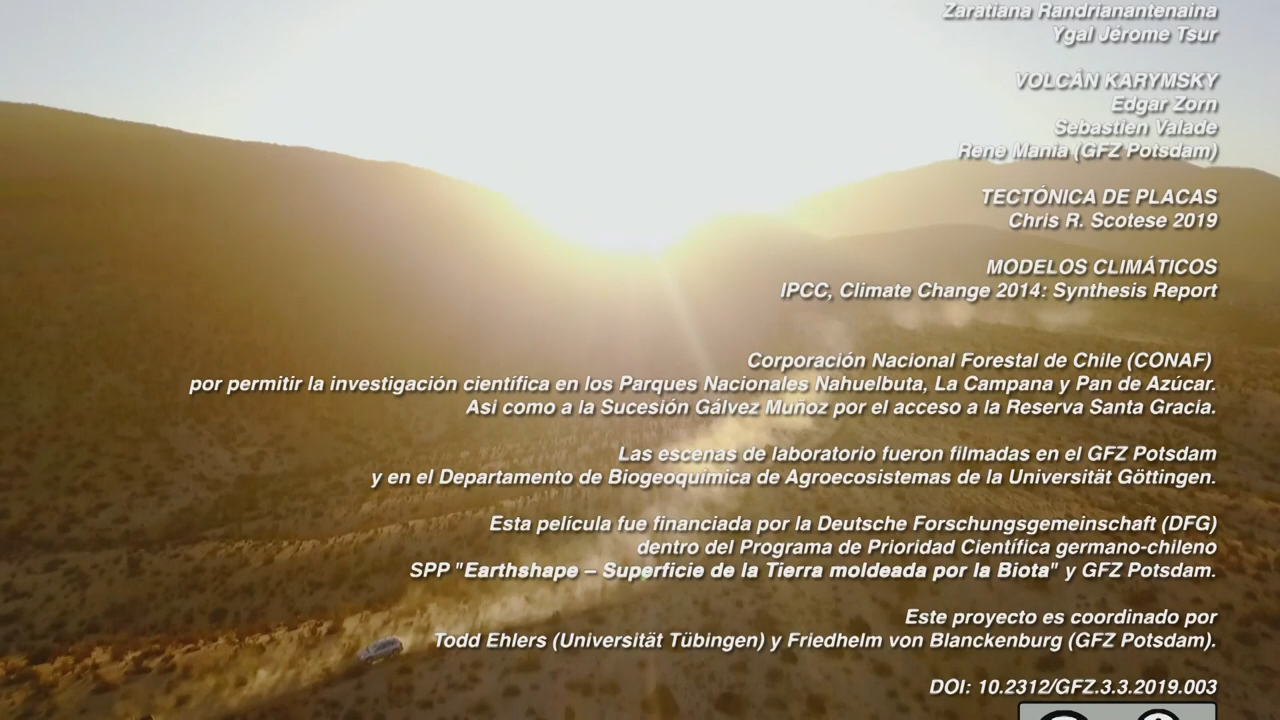 Zaratiana Randrianantenaina
Ygal Jérome Tsur
VOLCÁN KARYMSKY
Edgar Zorn
Sebastien Valade
Rene Mania (GFZ Potsdam)
TECTÓNICA DE PLACAS
Chris R. Scotese 2019
MODELOS CLIMÁTICOS
IPCC, Climate Change 2014: Synthesis Report
Corporación Nacional Forestal de Chile (CONAF)
por permitir la investigación científica en los Parques Nacionales Nahuelbuta, La Campana y Pan de Azúcar.
Asi como a la Sucesión Gálvez Muñoz por el acceso a la Reserva Santa Gracia.
Las escenas de laboratorio fueron filmadas en el GFZ Potsdam
y en el Departamento de Biogeoquímica de Agroecosistemas de la Universität Göttingen.
Esta película fue financiada por la Deutsche Forschungsgemeinschaft (DFG)
dentro del Programa de Prioridad Científica germano-chileno
SPP "Earthshape – Superficie de la Tierra moldeada por la Biota" y GFZ Potsdam.
Este proyecto es coordinado por
Todd Ehlers (Universität Tübingen) y Friedhelm von Blanckenburg (GFZ Potsdam).
DOI: 10.2312/GFZ.3.3.2019.003